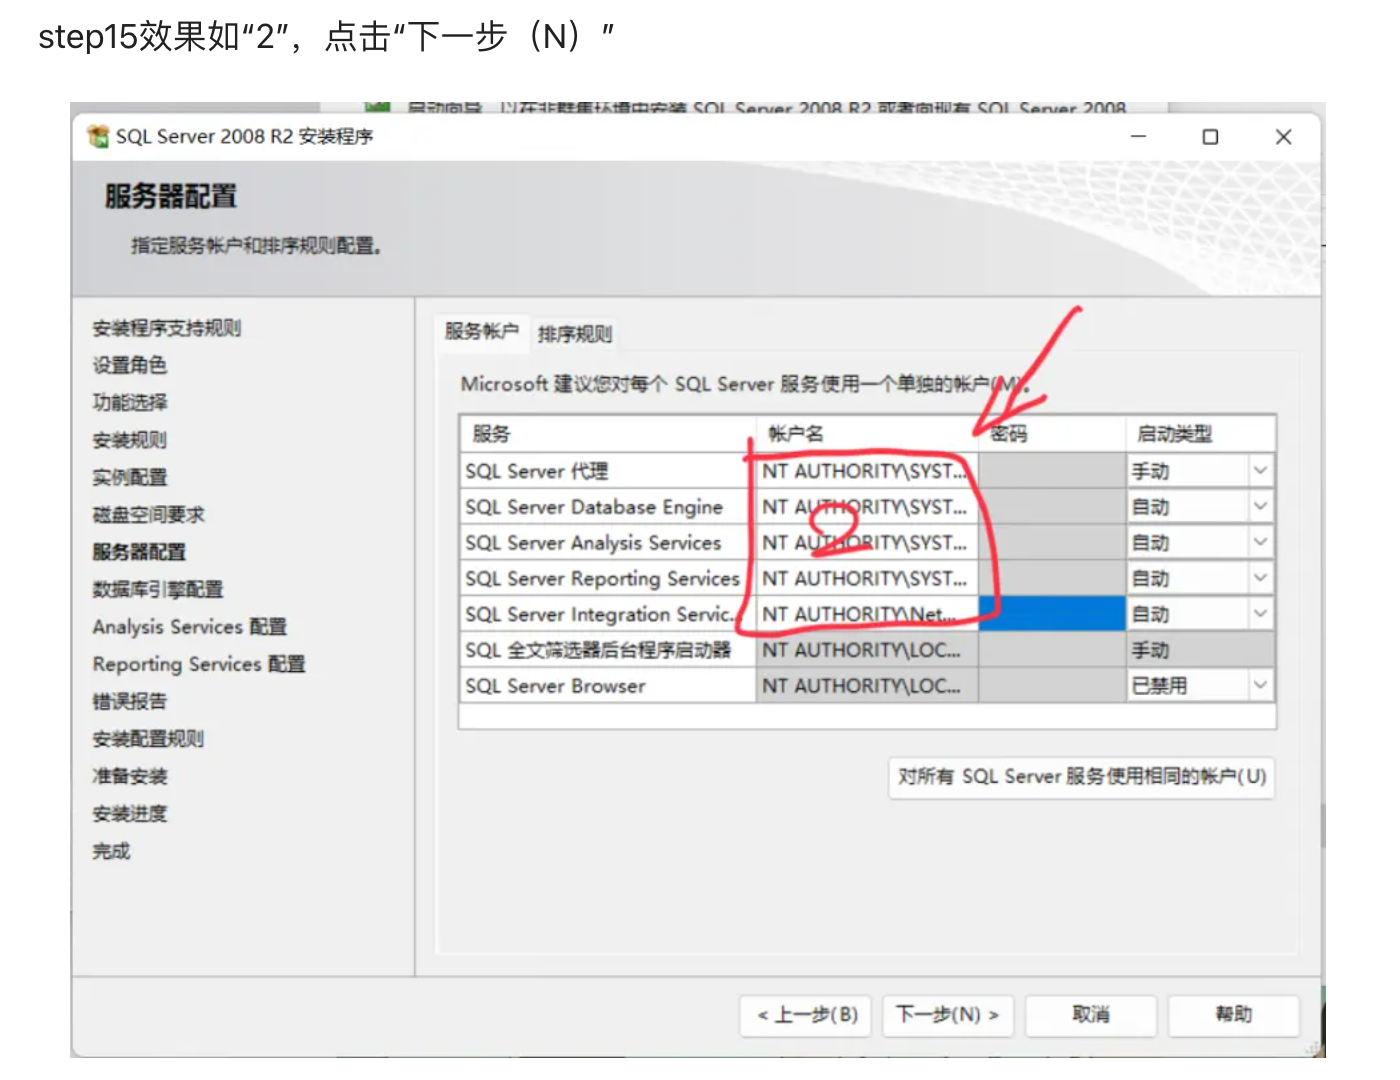 step15效果如“2”，点击“下一步（N）”
启动向导，以在非群集环境中安装 SQL Server 2008 R2 或者向现有 SQL Server 2008
SQL Server 2008 R2 安装程序
服务器配置
指定服务帐户和排序规则配置。
安装程序支持规则
设置角色
功能选择
安装规则
实例配置
磁盘空间要求
服务器配置
数据库引擎配置
Analysis Services 配置
Reporting Services 配置
错误报告
安装配置规则
准备安装
安装进度
完成
服务帐户 排序规则
Microsoft 建议您对每个 SQL Server 服务使用一个单独的帐户(M)。
服务 帐户名 密码 启动类型
SQL Server 代理 NT AUTHORITY\SYST... 手动
SQL Server Database Engine NT AUTHORITY\SYST... 自动
2
SQL Server Analysis Services NT AUTHORITY\SYST... 自动
SQL Server Reporting Services NT AUTHORITY\SYST... 自动
SQL Server Integration Servic... NT AUTHORITY\Net... 自动
SQL 全文筛选器后台程序启动器 NT AUTHORITY\LOC... 手动
SQL Server Browser NT AUTHORITY\LOC... 已禁用
对所有 SQL Server 服务使用相同的帐户(U)
< 上一步(B) 下一步(N) > 取消 帮助